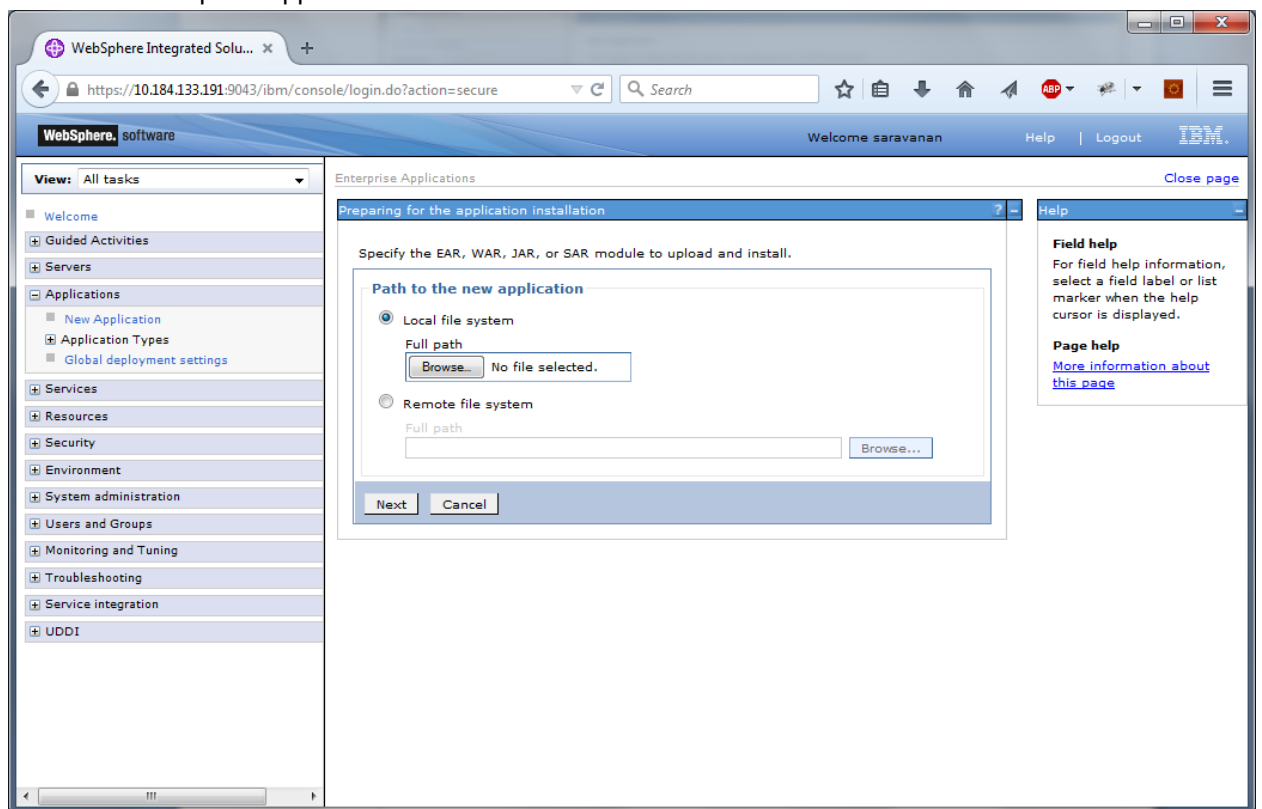 WebSphere Integrated Solu... × +
https://10.184.133.191:9043/ibm/console/login.do?action=secure Search ABP
WebSphere. software Welcome saravanan Help | Logout IBM.
View: All tasks
Welcome
Guided Activities
Servers
Applications
New Application
Application Types
Global deployment settings
Services
Resources
Security
Environment
System administration
Users and Groups
Monitoring and Tuning
Troubleshooting
Service integration
UDDI
Enterprise Applications Close page
Preparing for the application installation ? -
Specify the EAR, WAR, JAR, or SAR module to upload and install.
Path to the new application
Local file system
Full path
Browse... No file selected.
Remote file system
Full path
Browse...
Next Cancel
Help -
Field help
For field help information,
select a field label or list
marker when the help
cursor is displayed.
Page help
More information about
this page